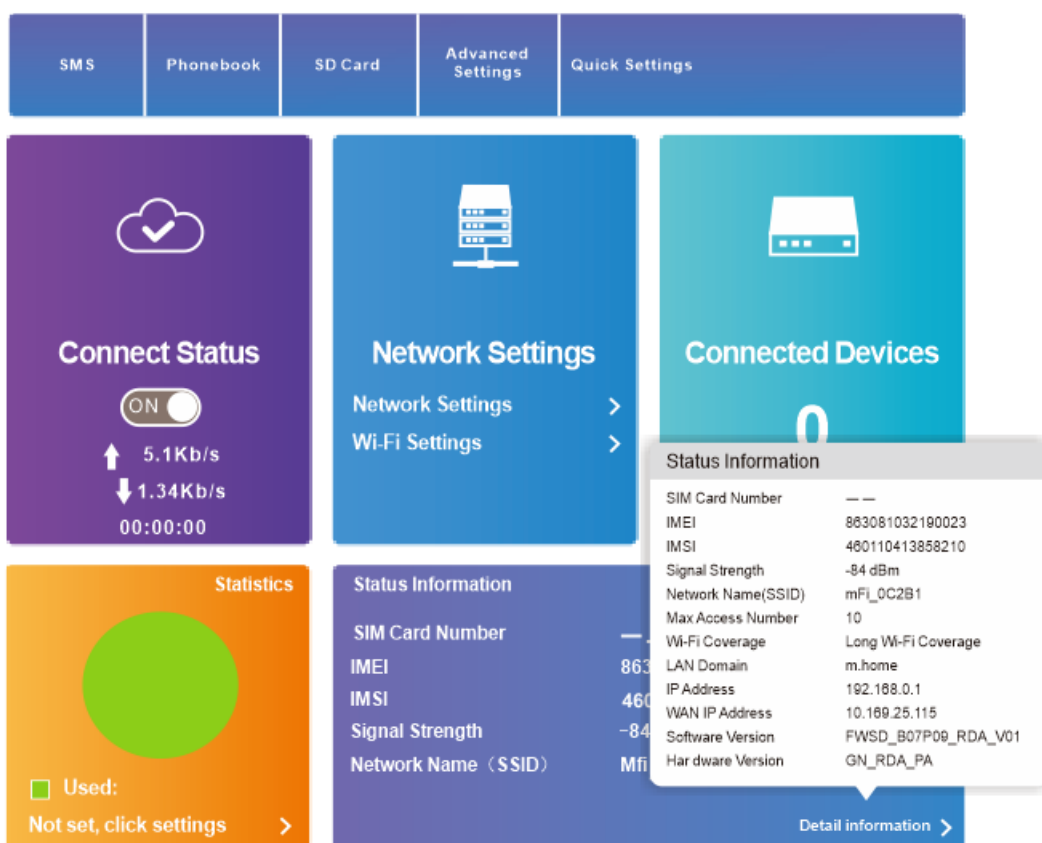 SMS
Phonebook
SD Card
Advanced
Settings
Quick Settings
Connect Status
ON
5.1Kb/s
1.34Kb/s
00:00:00
Network Settings
Network Settings
Wi-Fi Settings
Connected Devices
0
Statistics
Used:
Not set, click settings
Status Information
SIM Card Number — 
IMEI 863
IMSI 460
Signal Strength -84
Network Name（SSID） Mfi
Detail information
Status Information
SIM Card Number — —
IMEI 863081032190023
IMSI 460110413858210
Signal Strength -84 dBm
Network Name(SSID) mFi_0C2B1
Max Access Number 10
Wi-Fi Coverage Long Wi-Fi Coverage
LAN Domain m.home
IP Address 192.168.0.1
WAN IP Address 10.169.25.115
Software Version FWSD_B07P09_RDA_V01
Har dware Version GN_RDA_PA